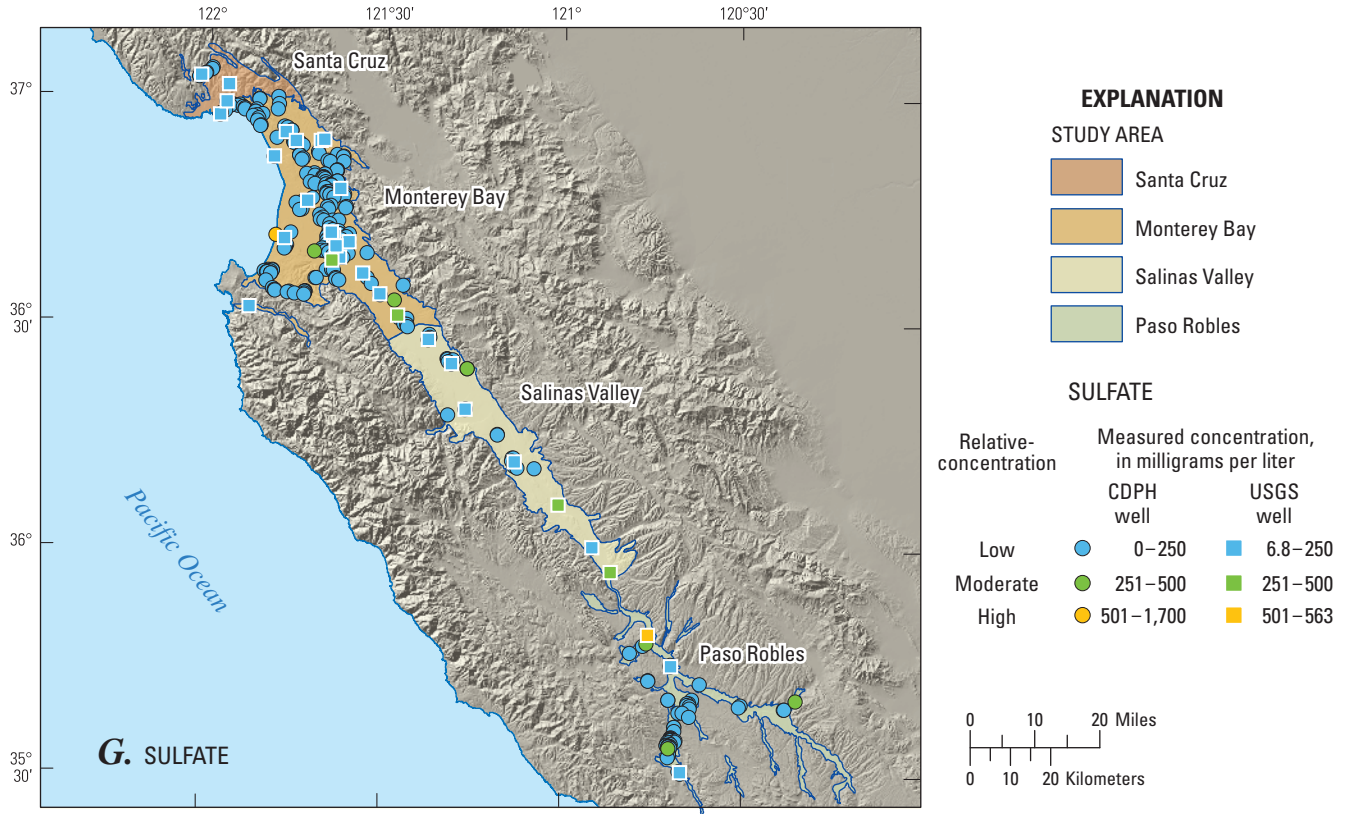 122°
121°30'
121°
120°30'
37°
36°
30'
36°
35°
30'
Santa Cruz
Monterey Bay
Salinas Valley
Paso Robles
Pacific Ocean
G. SULFATE
EXPLANATION
STUDY AREA
Santa Cruz
Monterey Bay
Salinas Valley
Paso Robles
SULFATE
Relative-
concentration
Measured concentration,
in milligrams per liter
CDPH
well
USGS
well
Low 0–250 6.8–250
Moderate 251–500 251–500
High 501–1,700 501–563
0 10 20 Miles
0 10 20 Kilometers